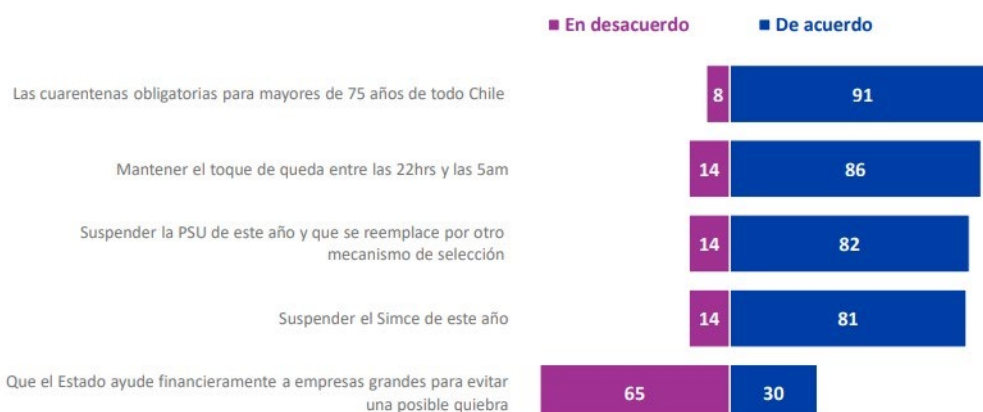 En desacuerdo De acuerdo
Las cuarentenas obligatorias para mayores de 75 años de todo Chile 8 91
Mantener el toque de queda entre las 22hrs y las 5am 14 86
Suspender la PSU de este año y que se reemplace por otro
mecanismo de selección 14 82
Suspender el Simce de este año 14 81
Que el Estado ayude financieramente a empresas grandes para evitar
una posible quiebra 65 30